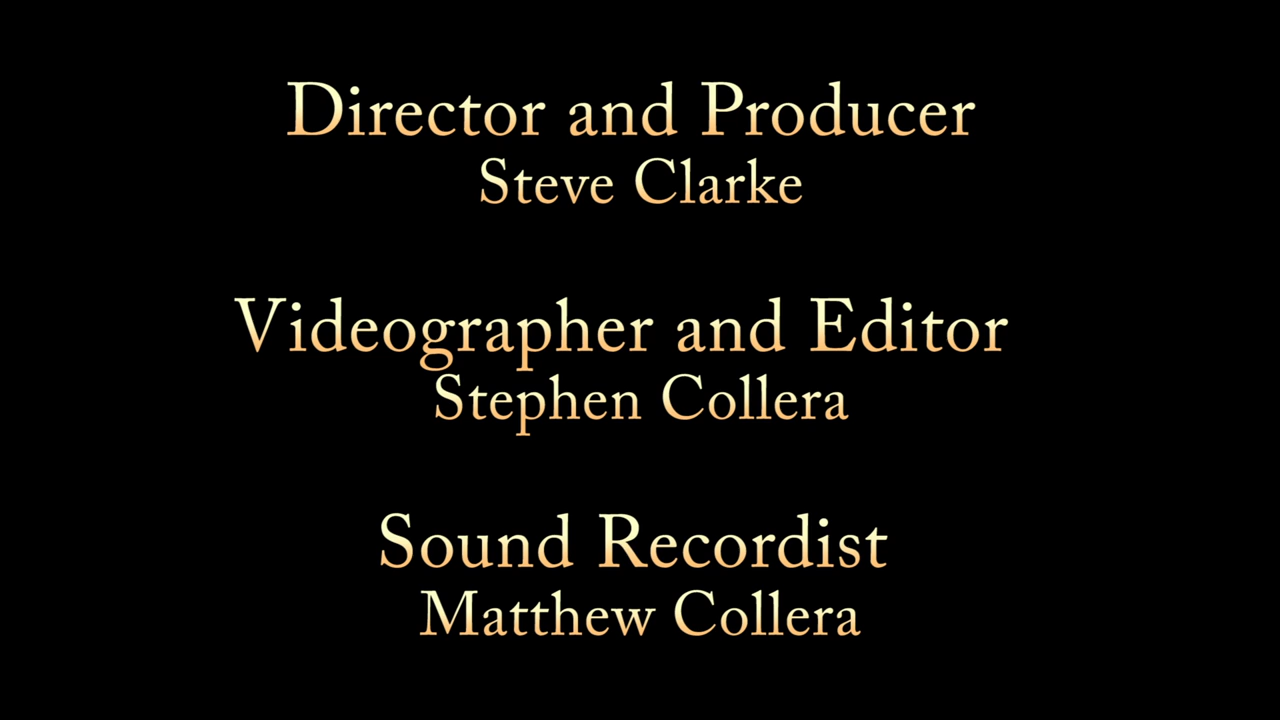 Director and Producer
Steve Clarke
Videographer and Editor
Stephen Collera
Sound Recordist
Matthew Collera